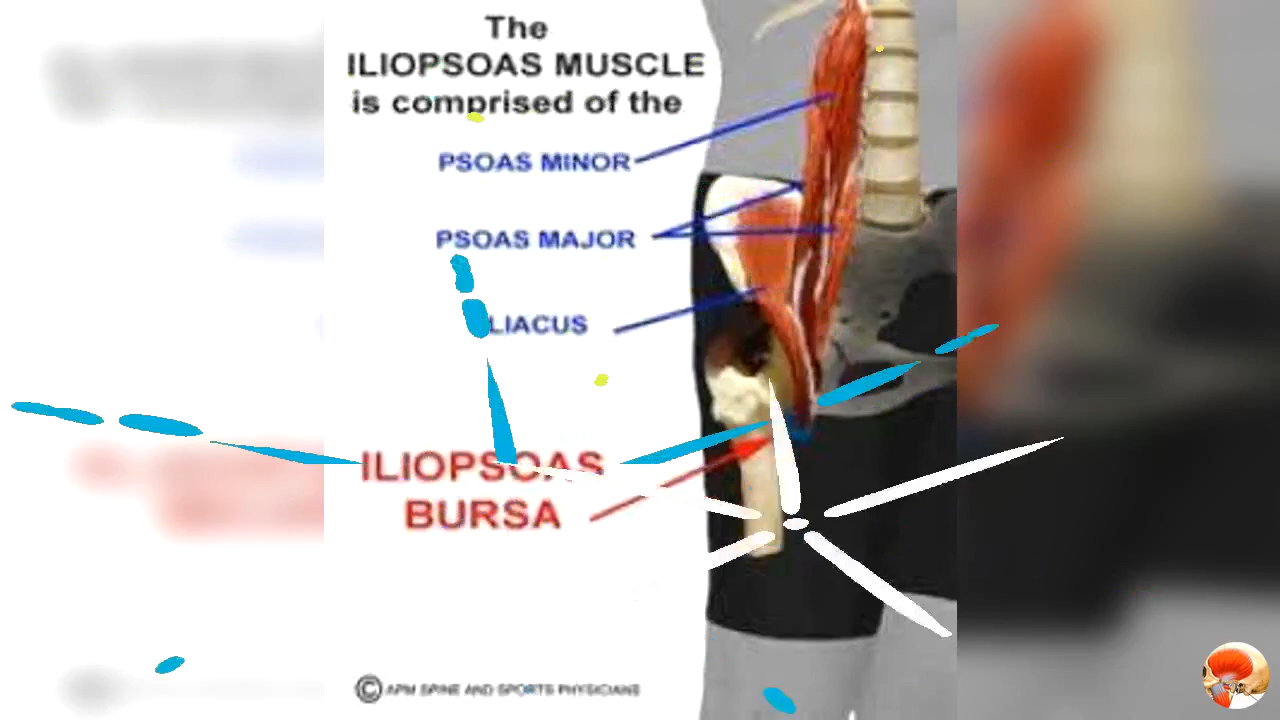 The
ILIOPSOAS MUSCLE
is comprised of the
PSOAS MINOR
PSOAS MAJOR
LIACUS
ILIOPSOAS
BURSA
© APM SPINE AND SPORTS PHYSICIANS